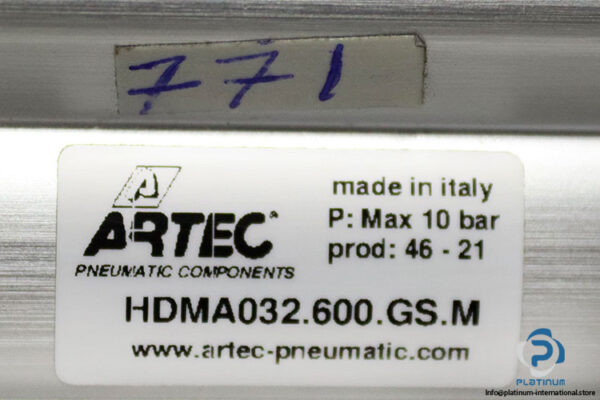 771
ARTEC®
PNEUMATIC COMPONENTS
made in italy
P: Max 10 bar
prod: 46 - 21
HDMA032.600.GS.M
www.artec-pneumatic.com
PLATINUM
Info@platinum-international.store